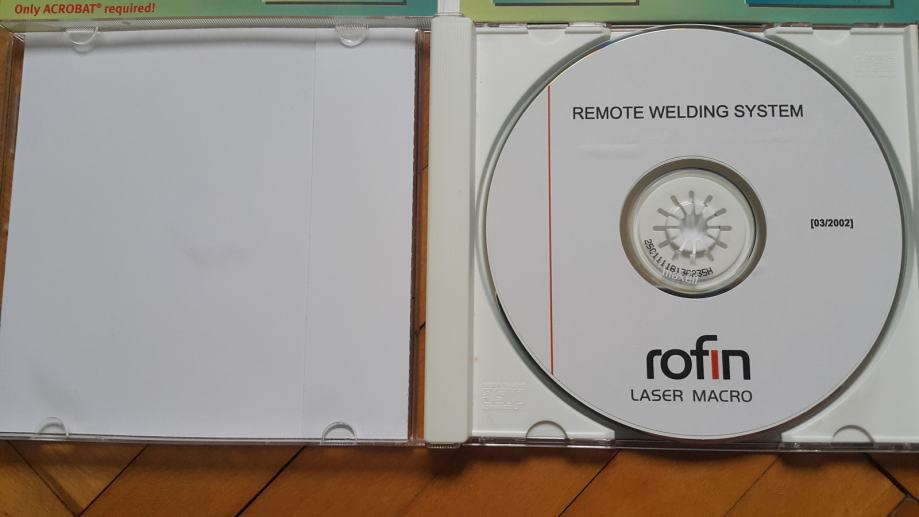 Only ACROBAT® required!
REMOTE WELDING SYSTEM
[03/2002]
rofin
LASER MACRO